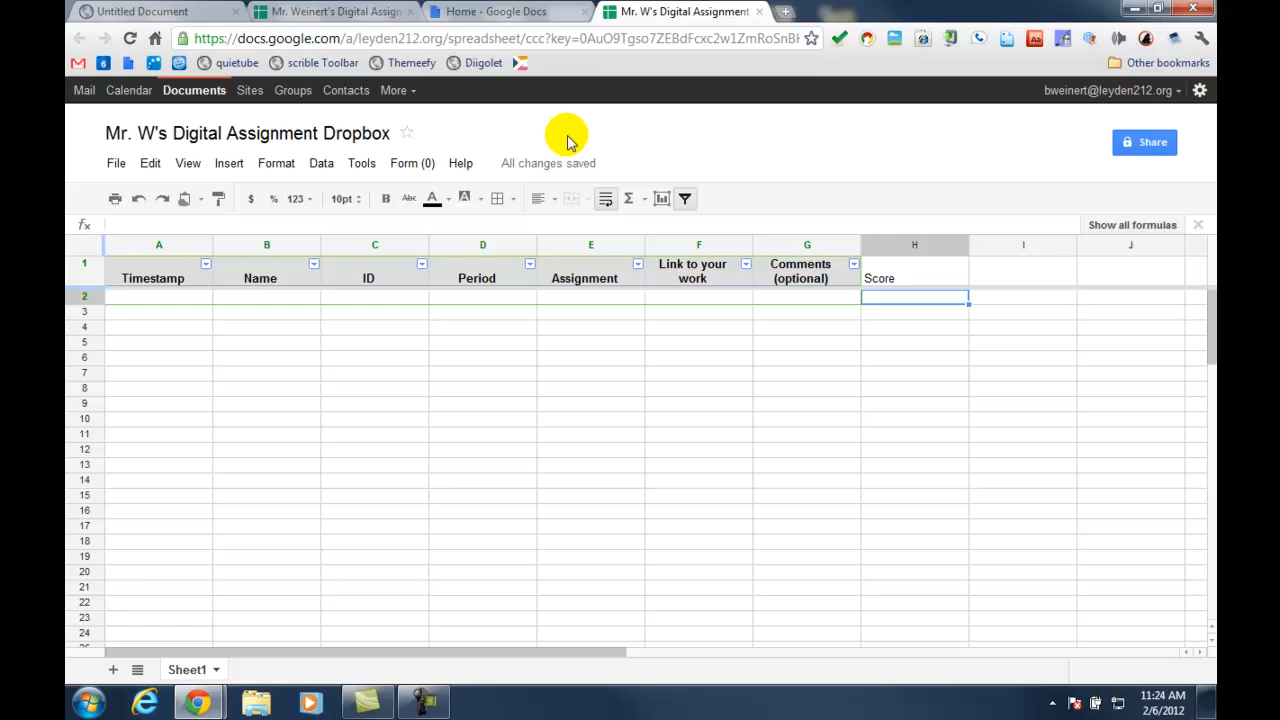 Untitled Document
Mr. Weinert's Digital Assign
Home - Google Docs
Mr. W's Digital Assignment
https://docs.google.com/a/leyden212.org/spreadsheet/ccc?key=0AuO9Tgso7ZEBdFcxc2w1ZmRoSnBH
quietube
scrible Toolbar
Themeefy
Diigolet
Other bookmarks
Mail Calendar Documents Sites Groups Contacts More
bweinert@leyden212.org
Mr. W's Digital Assignment Dropbox
Share
File Edit View Insert Format Data Tools Form (0) Help All changes saved
$ % 123 10pt B Abc A A Σ
fx
Show all formulas
A B C D E F G H I J
1 Timestamp Name ID Period Assignment Link to your work Comments (optional) Score
2
3
4
5
6
7
8
9
10
11
12
13
14
15
16
17
18
19
20
21
22
23
24
Sheet1
11:24 AM
2/6/2012